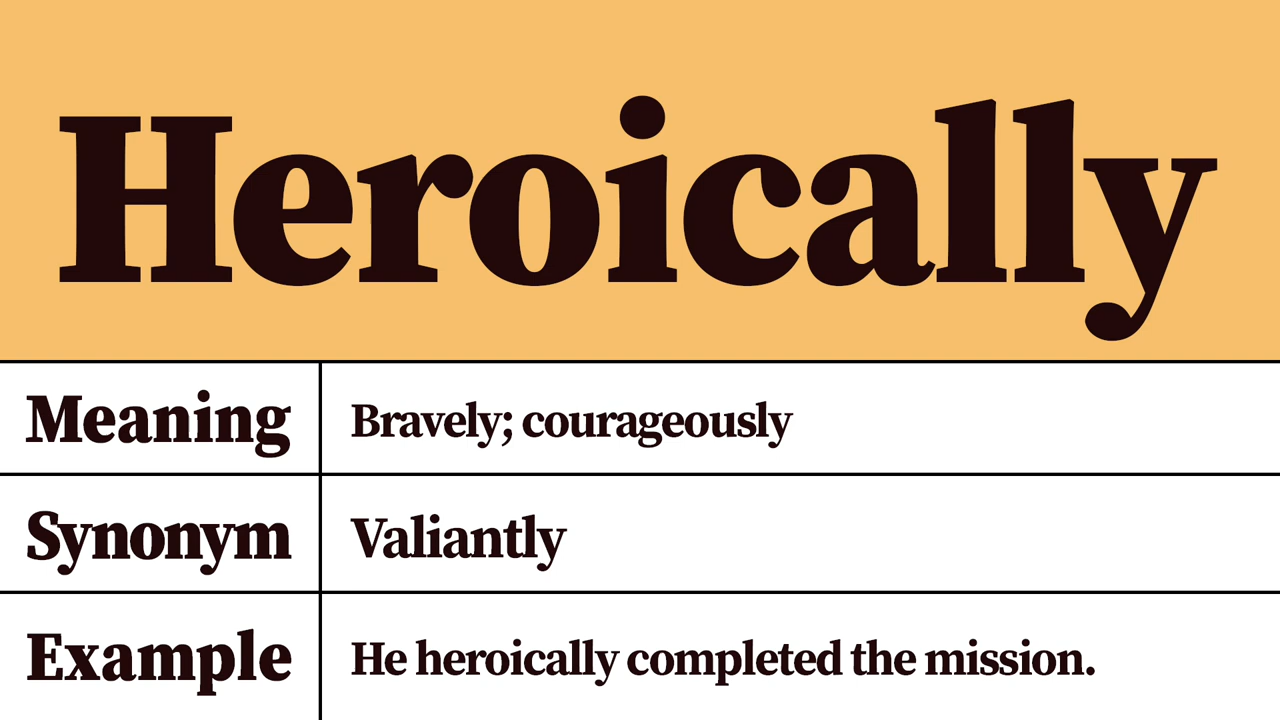 Heroically
Meaning
Bravely; courageously
Synonym
Valiantly
Example
He heroically completed the mission.